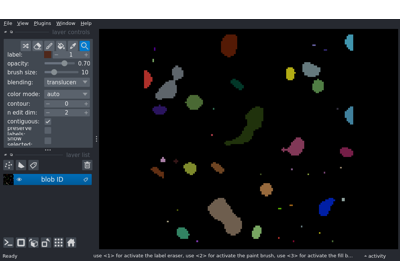 File View Plugins Window Help
layer controls
label: 1
opacity: 0.70
brush size: 10
blending: translucen
color mode: auto
contour: 0
n edit dim: 2
contiguous:
preserve
labels:
show
selected:
layer list
blob ID
Ready
use <1> for activate the label eraser, use <2> for activate the paint brush, use <3> for activate the fill b...
activity